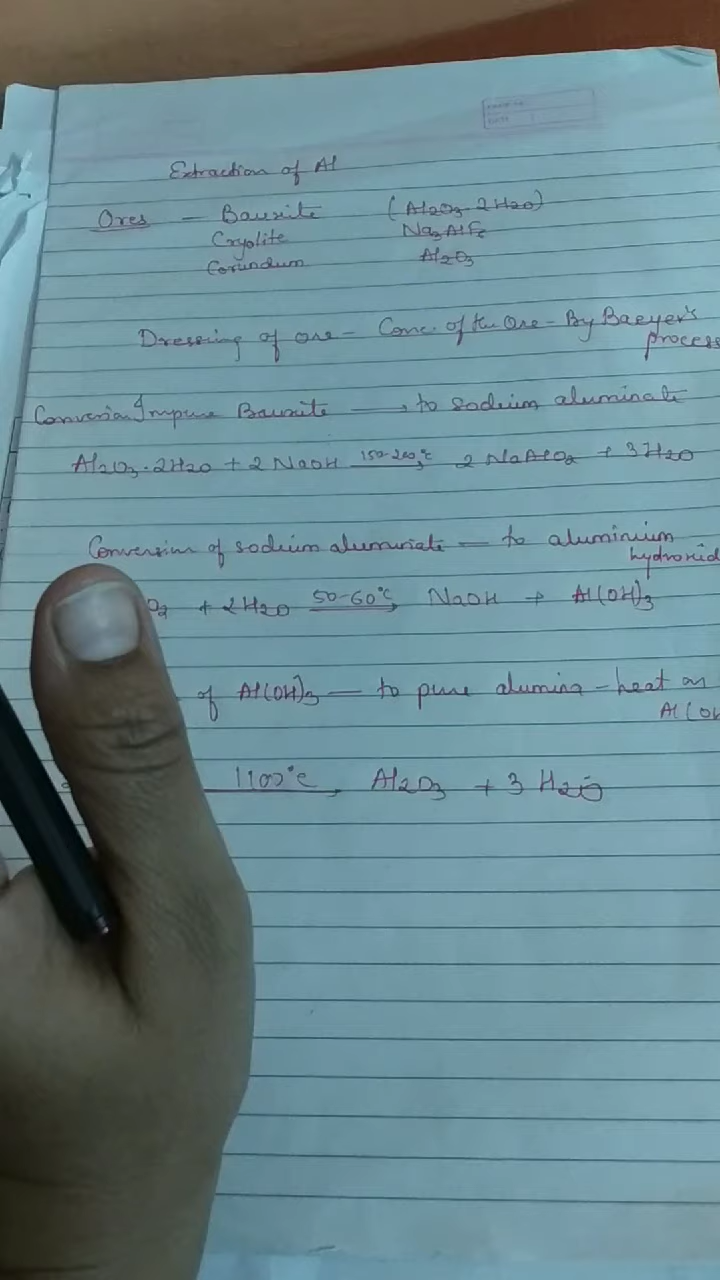 Extraction of Al
Ores - Bauxite (Al2O3.2H2O)
Cryolite Na3AlF6
Corundum Al2O3
Dressing of ore - Conc. of the Ore - By Baeyer's
process
Conversion of Impure Bauxite → to sodium aluminate
Al2O3.2H2O + 2 NaOH 150-200°C → 2 NaAlO2 + 3H2O
Conversion of sodium aluminate - to aluminium
hydroxid
O2 + 2H2O 50-60°C → NaOH + Al(OH)3
of Al(OH)3 - to pure alumina - heat on
Al(OH
1100°C → Al2O3 + 3 H2O